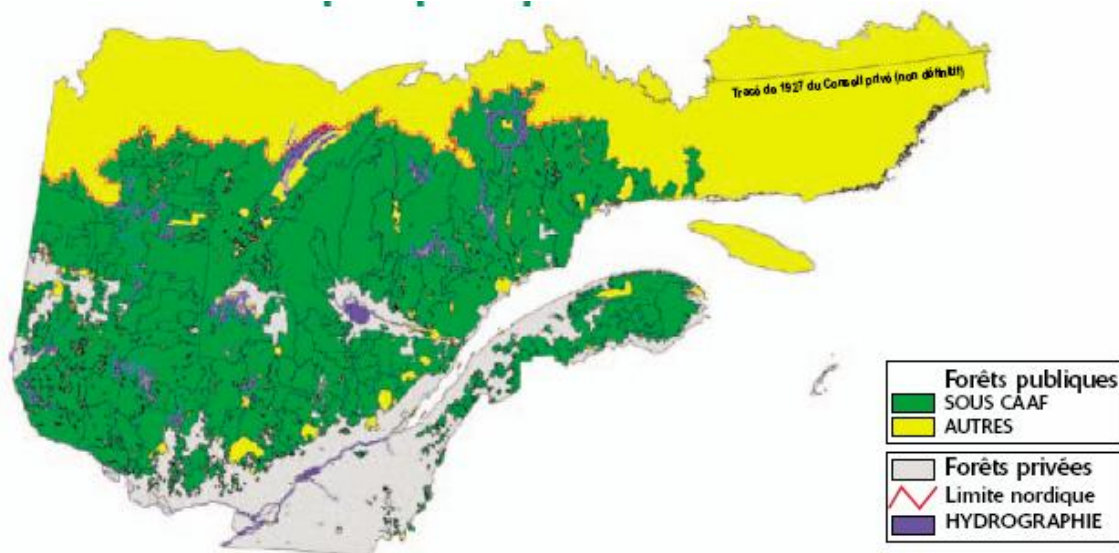 Tracé de 1927 du Conseil privé (non définitif)
Forêts publiques
SOUS CAAF
AUTRES
Forêts privées
Limite nordique
HYDROGRAPHIE